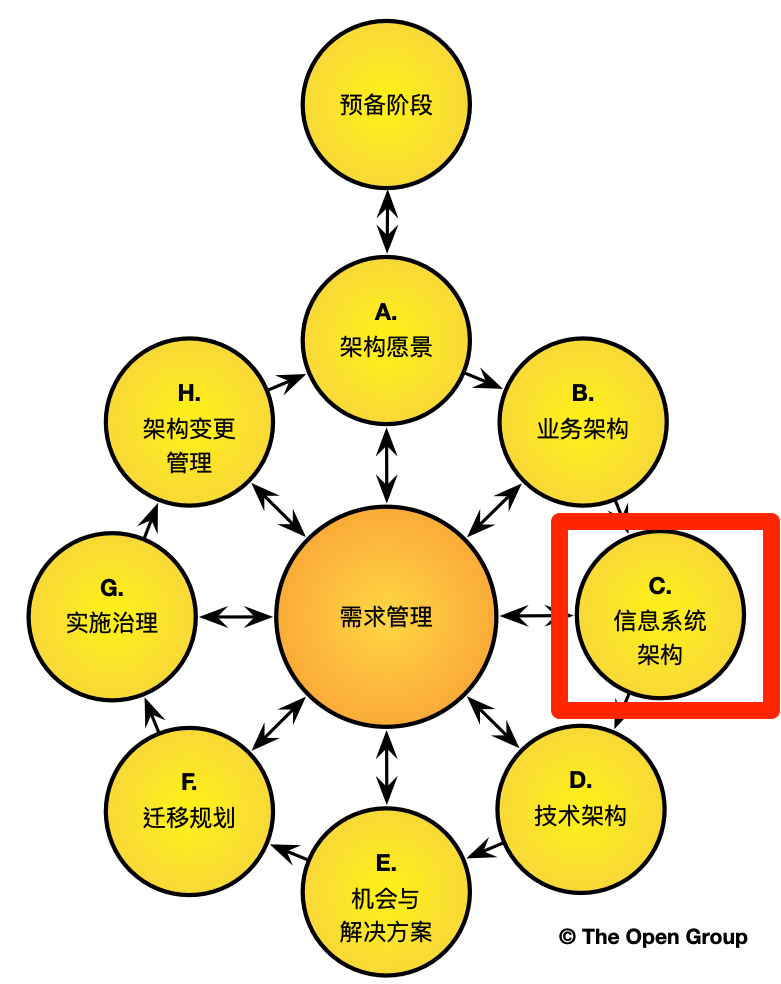 预备阶段
A.
架构愿景
H.
架构变更
管理
B.
业务架构
G.
实施治理
需求管理
C.
信息系统
架构
F.
迁移规划
D.
技术架构
E.
机会与
解决方案
© The Open Group